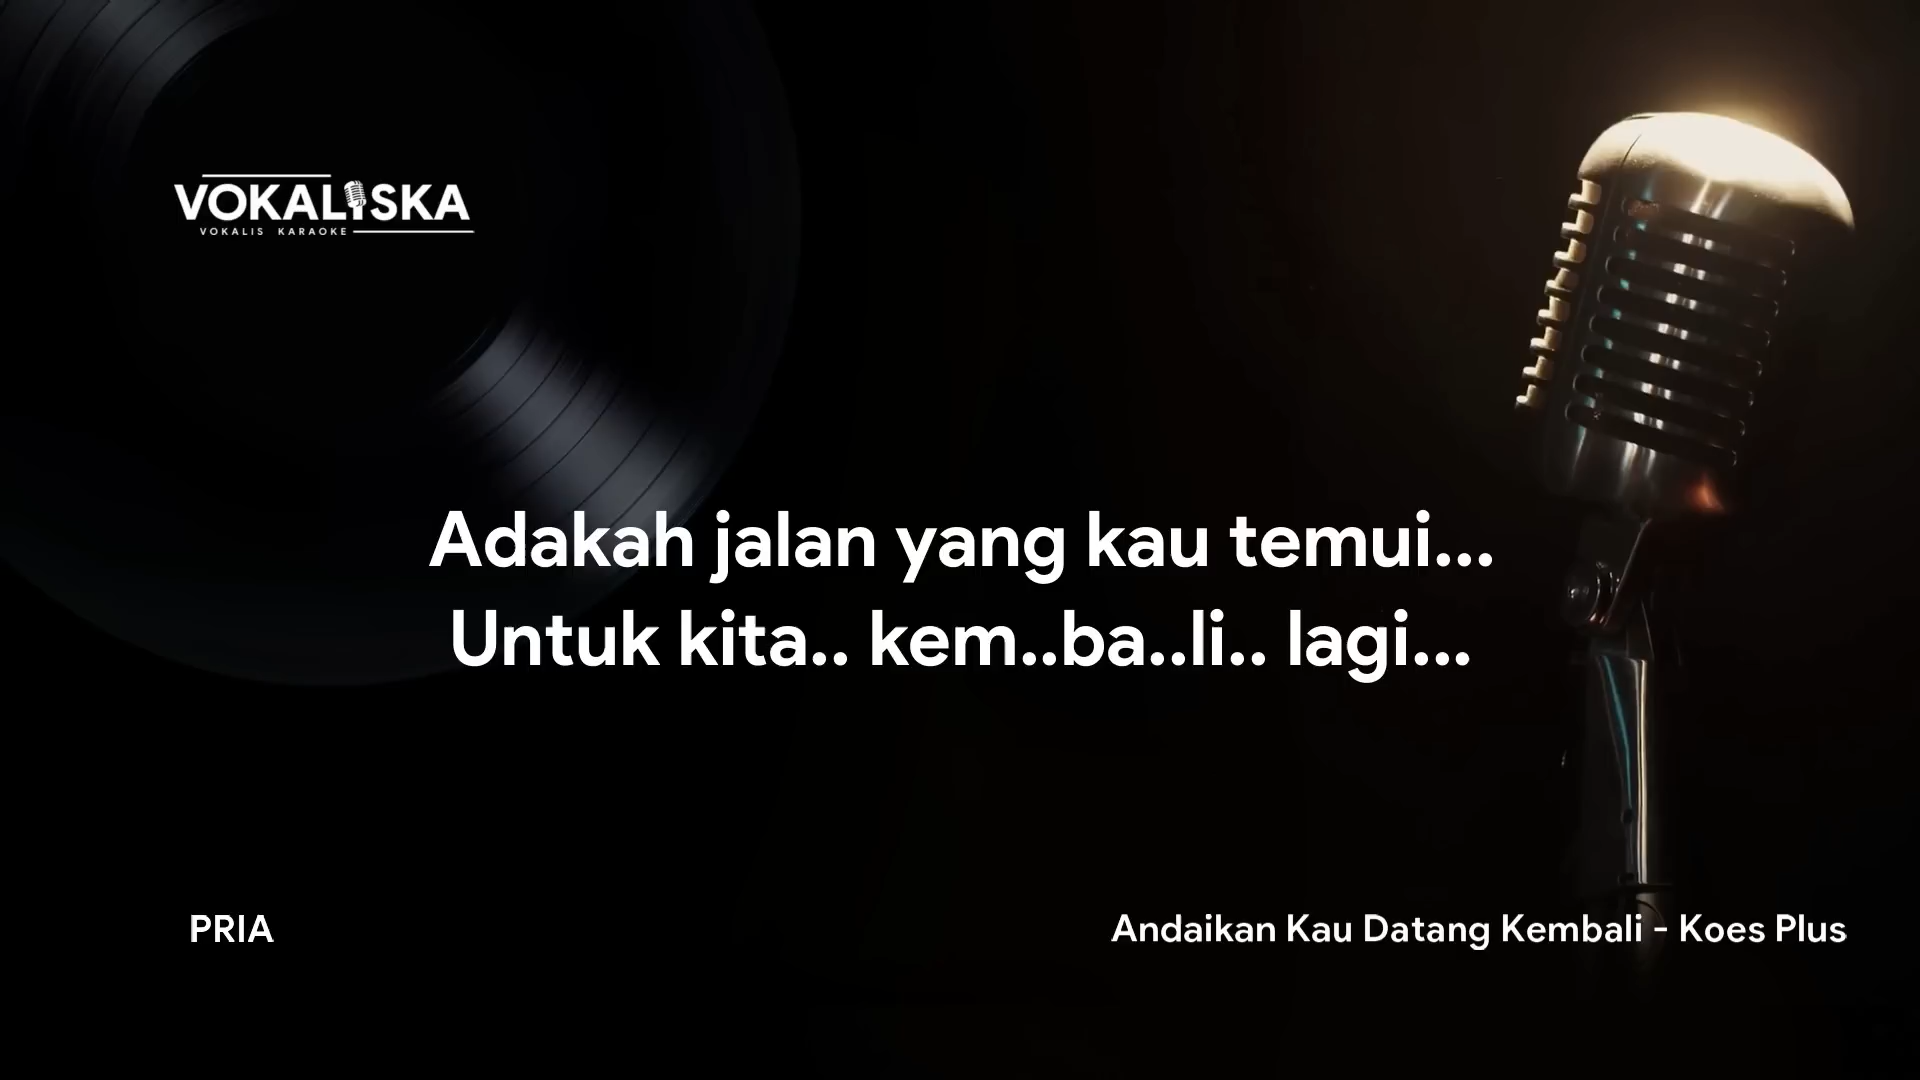 VOKALISKA
VOKALIS KARAOKE
Adakah jalan yang kau temui...
Untuk kita.. kem..ba..li.. lagi...
PRIA
Andaikan Kau Datang Kembali - Koes Plus